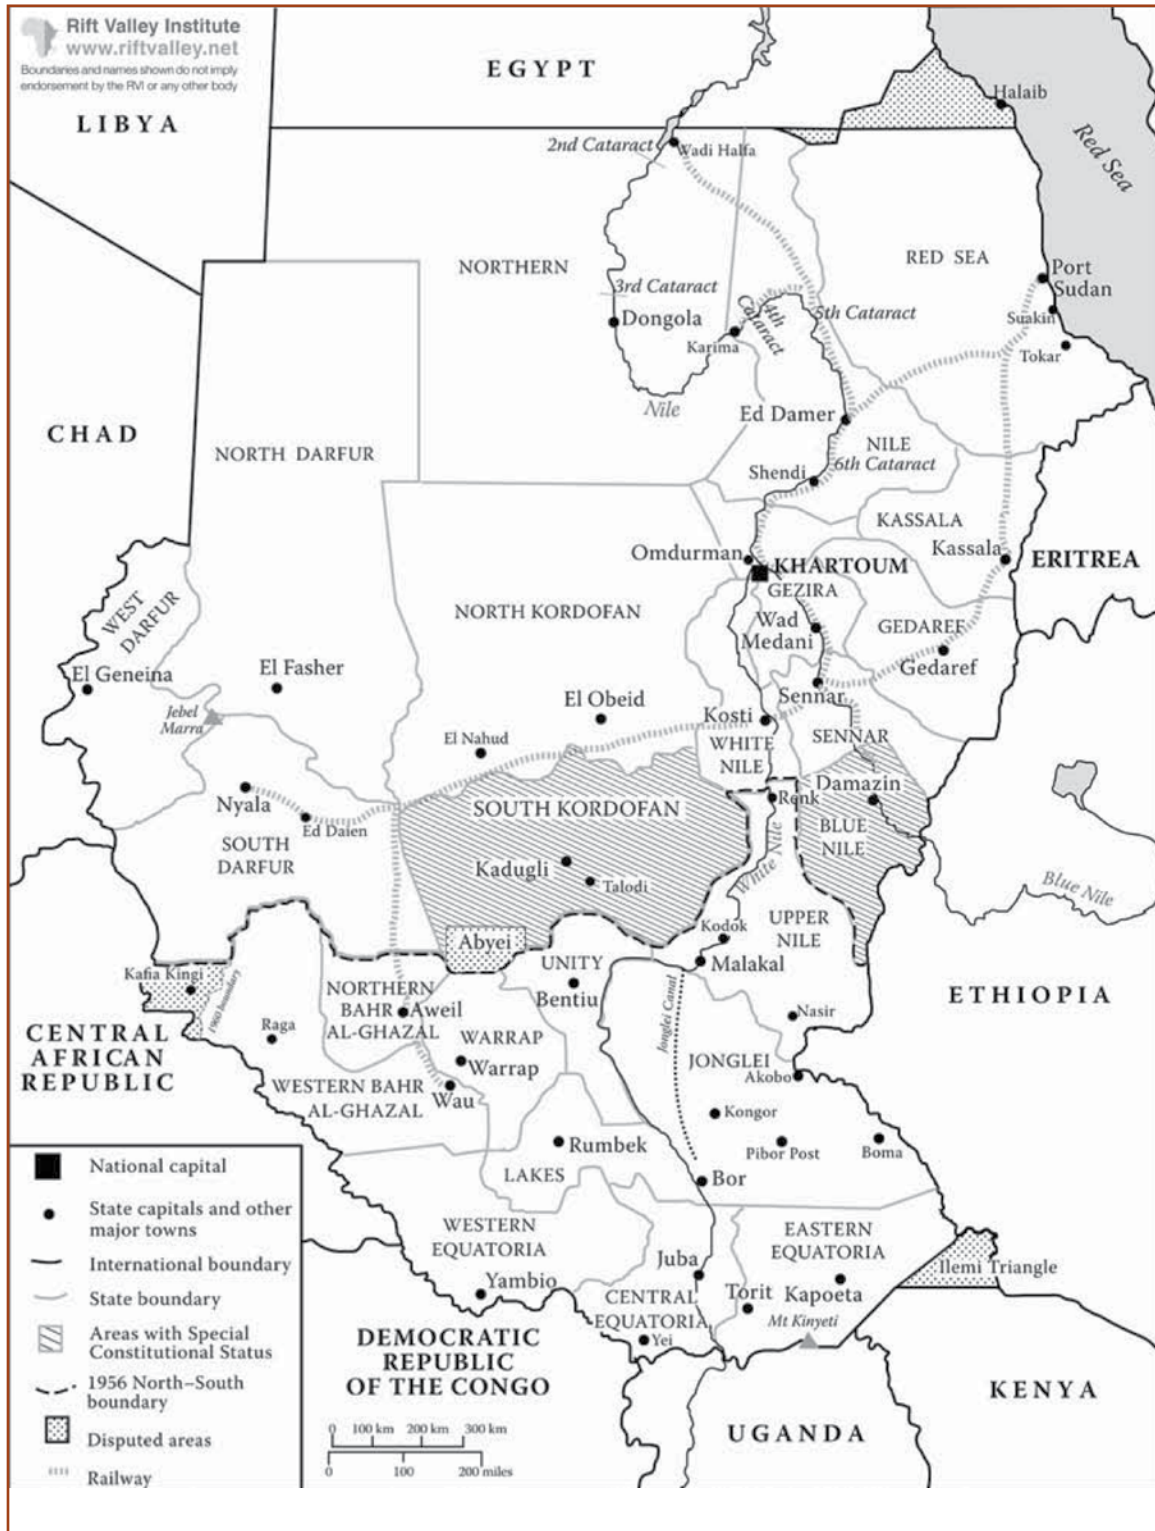 Rift Valley Institute
www.riftvalley.net
Boundaries and names shown do not imply
endorsement by the RVI or any other body
EGYPT
LIBYA
Halaib
Red Sea
2nd Cataract
Wadi Halfa
NORTHERN
RED SEA
3rd Cataract
Port
Sudan
Dongola
4th
Cataract
5th Cataract
Suakin
Karima
Tokar
Nile
Ed Damer
CHAD
NORTH DARFUR
NILE
6th Cataract
Shendi
KASSALA
Omdurman
Kassala
ERITREA
KHARTOUM
GEZIRA
WEST
DARFUR
NORTH KORDOFAN
Wad
Medani
GEDAREF
Gedaref
El Geneina
El Fasher
El Obeid
Sennar
Jebel
Marra
Kosti
El Nahud
WHITE
NILE
SENNAR
Nyala
SOUTH KORDOFAN
Renk
Damazin
Ed Daien
SOUTH
DARFUR
BLUE
NILE
Kadugli
Talodi
White Nile
Blue Nile
Kodok
UPPER
NILE
Abyei
Malakal
Kafia Kingi
1960 boundary
UNITY
Bentiu
NORTHERN
BAHR
AL-GHAZAL
Aweil
ETHIOPIA
Jonglei Canal
Nasir
CENTRAL
AFRICAN
REPUBLIC
Raga
WARRAP
Warrap
JONGLEI
Akobo
WESTERN BAHR
AL-GHAZAL
Wau
Kongor
Rumbek
Pibor Post
Boma
LAKES
Bor
WESTERN
EQUATORIA
EASTERN
EQUATORIA
Juba
Ilemi Triangle
Yambio
Torit
Kapoeta
CENTRAL
EQUATORIA
Mt Kinyeti
Yei
DEMOCRATIC
REPUBLIC
OF THE CONGO
KENYA
UGANDA
National capital
State capitals and other
major towns
International boundary
State boundary
Areas with Special
Constitutional Status
1956 North–South
boundary
Disputed areas
Railway
0 100 km 200 km 300 km
0 100 200 miles